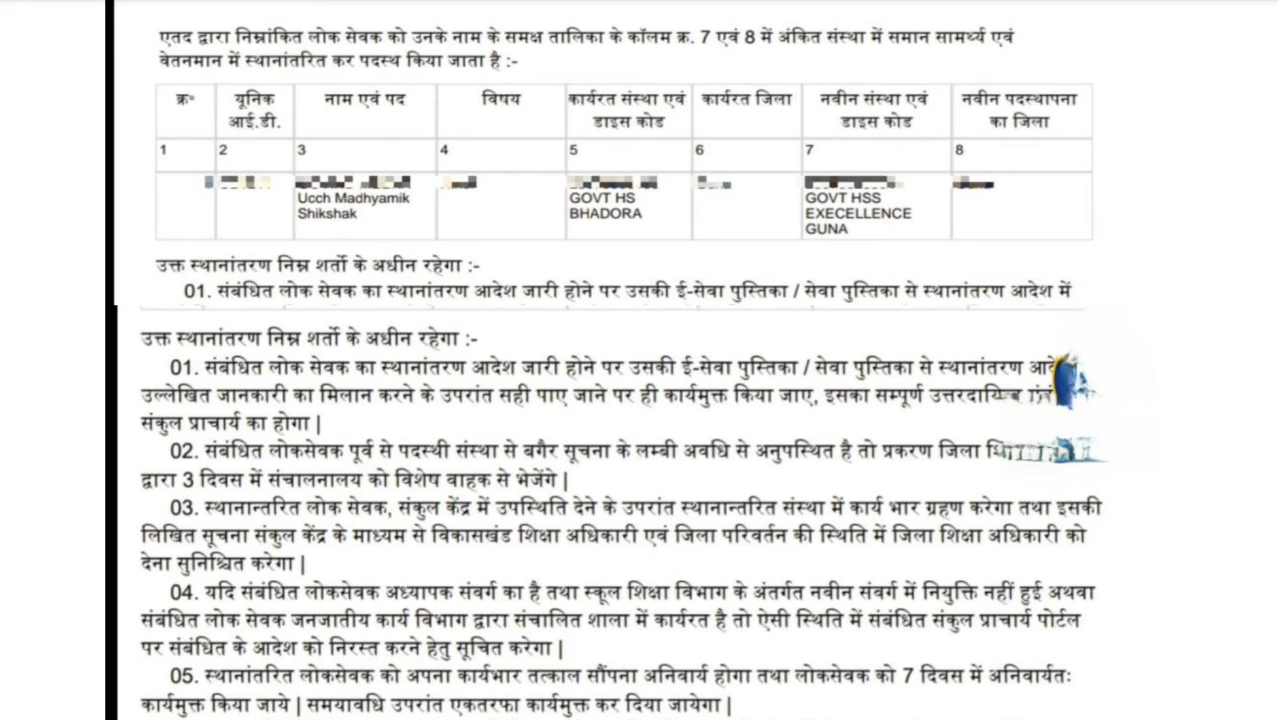 एतद द्वारा निम्नांकित लोक सेवक को उनके नाम के समक्ष तालिका के कॉलम क्र. 7 एवं 8 में अंकित संस्था में समान सामर्थ्य एवं
वेतनमान में स्थानांतरित कर पदस्थ किया जाता है :-
क्र॰ यूनिक आई.डी. नाम एवं पद विषय कार्यरत संस्था एवं डाइस कोड कार्यरत जिला नवीन संस्था एवं डाइस कोड नवीन पदस्थापना का जिला
1 2 3 4 5 6 7 8
Ucch Madhyamik Shikshak GOVT HS BHADORA GOVT HSS EXECELLENCE GUNA
उक्त स्थानांतरण निम्न शर्तो के अधीन रहेगा :-
01. संबंधित लोक सेवक का स्थानांतरण आदेश जारी होने पर उसकी ई-सेवा पुस्तिका / सेवा पुस्तिका से स्थानांतरण आदेश में
उक्त स्थानांतरण निम्न शर्तो के अधीन रहेगा :-
01. संबंधित लोक सेवक का स्थानांतरण आदेश जारी होने पर उसकी ई-सेवा पुस्तिका / सेवा पुस्तिका से स्थानांतरण
उल्लेखित जानकारी का मिलान करने के उपरांत सही पाए जाने पर ही कार्यमुक्त किया जाए, इसका सम्पूर्ण
संकुल प्राचार्य का होगा |
02. संबंधित लोकसेवक पूर्व से पदस्थी संस्था से बगैर सूचना के लम्बी अवधि से अनुपस्थित है तो प्रकरण जिला
द्वारा 3 दिवस में संचालनालय को विशेष वाहक से भेजेंगे |
03. स्थानान्तरित लोक सेवक, संकुल केंद्र में उपस्थिति देने के उपरांत स्थानान्तरित संस्था में कार्य भार ग्रहण करेगा तथा इसकी
लिखित सूचना संकुल केंद्र के माध्यम से विकासखंड शिक्षा अधिकारी एवं जिला परिवर्तन की स्थिति में जिला शिक्षा अधिकारी को
देना सुनिश्चित करेगा |
04. यदि संबंधित लोकसेवक अध्यापक संवर्ग का है तथा स्कूल शिक्षा विभाग के अंतर्गत नवीन संवर्ग में नियुक्ति नहीं हुई अथवा
संबंधित लोक सेवक जनजातीय कार्य विभाग द्वारा संचालित शाला में कार्यरत है तो ऐसी स्थिति में संबंधित संकुल प्राचार्य पोर्टल
पर संबंधित के आदेश को निरस्त करने हेतु सूचित करेगा |
05. स्थानांतरित लोकसेवक को अपना कार्यभार तत्काल सौंपना अनिवार्य होगा तथा लोकसेवक को 7 दिवस में अनिवार्यतः
कार्यमुक्त किया जाये | समयावधि उपरांत एकतरफा कार्यमुक्त कर दिया जायेगा |